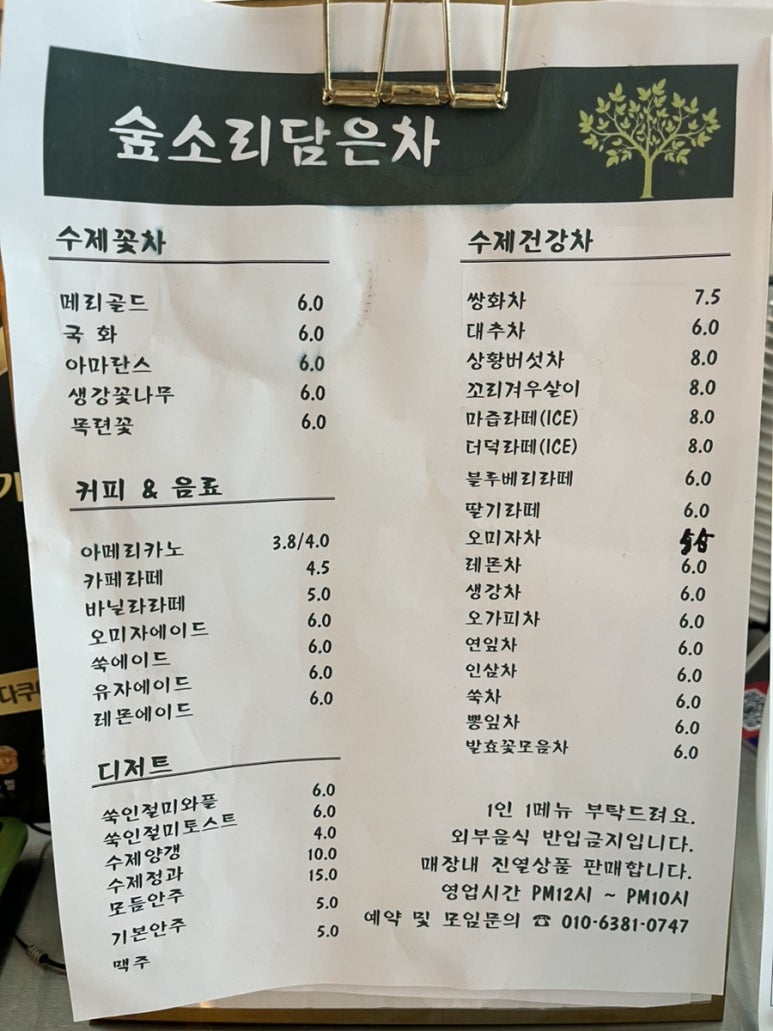 숲소리담은차
수제꽃차
메리골드 6.0
국 화 6.0
아마란스 6.0
생강꽃나무 6.0
목련꽃 6.0
커피 & 음료
아메리카노 3.8/4.0
카페라떼 4.5
바닐라라떼 5.0
오미자에이드 6.0
쑥에이드 6.0
유자에이드 6.0
레몬에이드 6.0
디저트
쑥인절미와플 6.0
쑥인절미토스트 6.0
수제양갱 4.0
수제정과 10.0
모듬안주 15.0
기본안주 5.0
맥주 5.0
수제건강차
쌍화차 7.5
대추차 6.0
상황버섯차 8.0
꼬리겨우살이 8.0
마즙라떼(ICE) 8.0
더덕라떼(ICE) 8.0
블루베리라떼 6.0
딸기라떼 6.0
오미자차
레몬차 6.0
생강차 6.0
오가피차 6.0
연잎차 6.0
인삼차 6.0
쑥차 6.0
뽕잎차 6.0
발효꽃모음차 6.0
1인 1메뉴 부탁드려요.
외부음식 반입금지입니다.
매장내 진열상품 판매합니다.
영업시간 PM12시 ~ PM10시
예약 및 모임문의 ☎ 010-6381-0747
다쿠